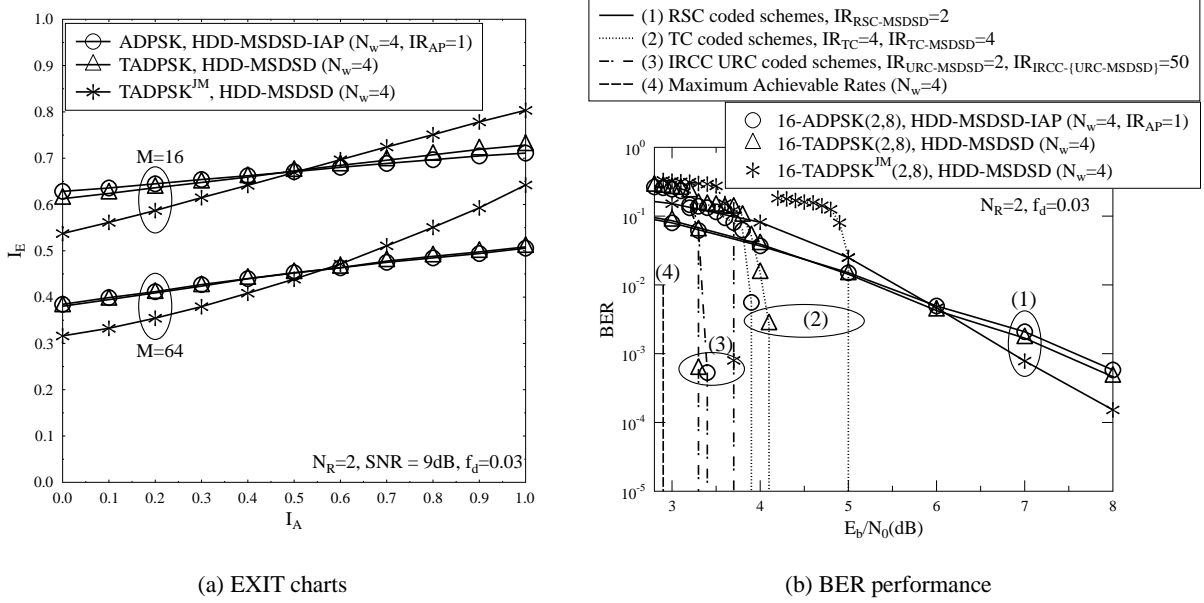 ADPSK, HDD-MSDSD-IAP (N_w=4, IR_AP=1)
TADPSK, HDD-MSDSD (N_w=4)
TADPSK^JM, HDD-MSDSD (N_w=4)
1.0
0.9
0.8
0.7
0.6
0.5
0.4
0.3
0.2
0.1
0.0
I_E
M=16
M=64
N_R=2, SNR = 9dB, f_d=0.03
0.0 0.1 0.2 0.3 0.4 0.5 0.6 0.7 0.8 0.9 1.0
I_A
(a) EXIT charts
(1) RSC coded schemes, IR_RSC-MSDSD=2
(2) TC coded schemes, IR_TC=4, IR_TC-MSDSD=4
(3) IRCC URC coded schemes, IR_URC-MSDSD=2, IR_IRCC-{URC-MSDSD}=50
(4) Maximum Achievable Rates (N_w=4)
16-ADPSK(2,8), HDD-MSDSD-IAP (N_w=4, IR_AP=1)
16-TADPSK(2,8), HDD-MSDSD (N_w=4)
16-TADPSK^JM(2,8), HDD-MSDSD (N_w=4)
N_R=2, f_d=0.03
10^0
10^-1
10^-2
10^-3
10^-4
10^-5
BER
(4)
(3)
(2)
(1)
3 4 5 6 7 8
E_b/N_0(dB)
(b) BER performance